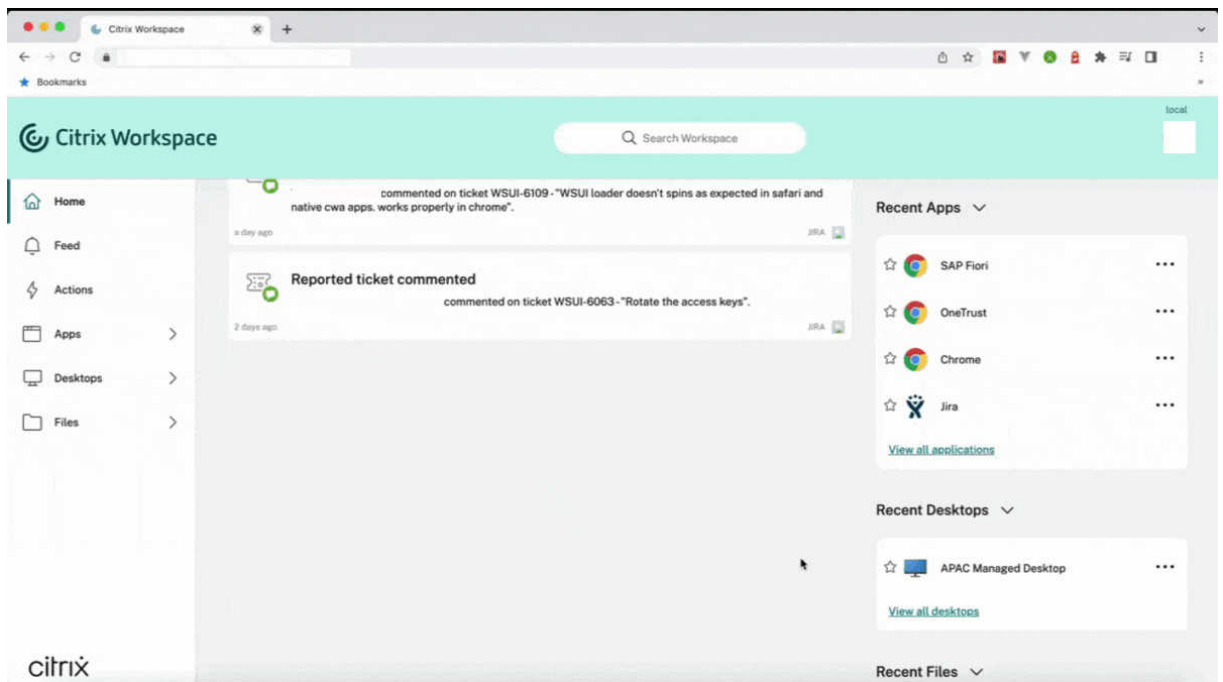 Citrix Workspace
Bookmarks
local
Citrix Workspace
Search Workspace
Home
Feed
Actions
Apps
Desktops
Files
citrix
commented on ticket WSUI-6109 - "WSUI loader doesn't spins as expected in safari and
native cwa apps. works properly in chrome".
a day ago
JIRA
Reported ticket commented
commented on ticket WSUI-6063 - "Rotate the access keys".
2 days ago
JIRA
Recent Apps
SAP Fiori
OneTrust
Chrome
Jira
View all applications
Recent Desktops
APAC Managed Desktop
View all desktops
Recent Files